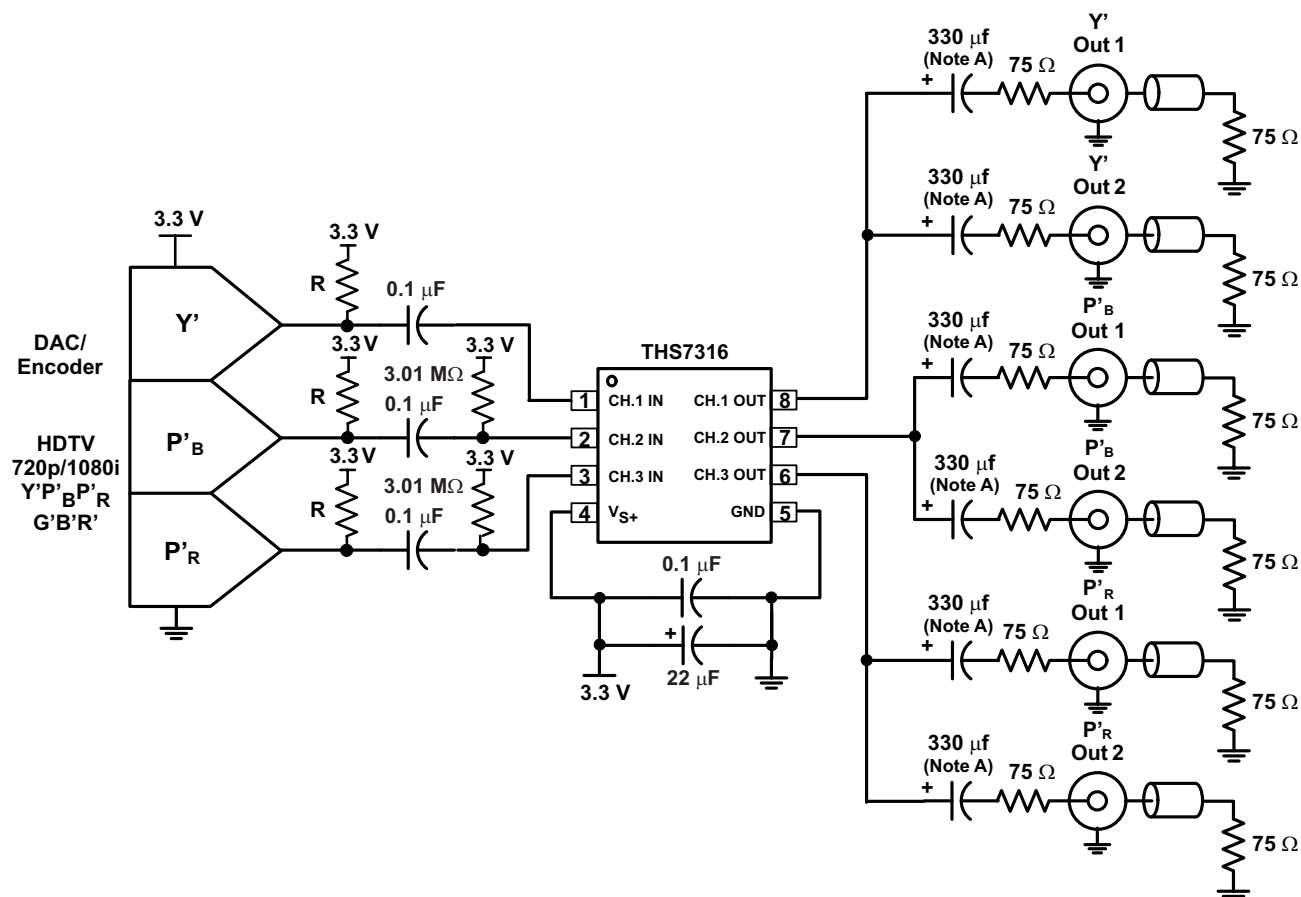 Y'
Out 1
330 μf
(Note A)
75 Ω
+
75 Ω
Y'
Out 2
330 μf
(Note A)
75 Ω
+
75 Ω
P'B
Out 1
330 μf
(Note A)
75 Ω
+
75 Ω
P'B
Out 2
330 μf
(Note A)
75 Ω
+
75 Ω
P'R
Out 1
330 μf
(Note A)
75 Ω
+
75 Ω
P'R
Out 2
330 μf
(Note A)
75 Ω
+
75 Ω
3.3 V
3.3 V
R
0.1 μF
Y'
DAC/
Encoder
3.3 V
3.01 MΩ
3.3 V
R
0.1 μF
P'B
HDTV
720p/1080i
Y'P'BP'R
G'B'R'
3.3 V
3.01 MΩ
3.3 V
R
0.1 μF
P'R
THS7316
1 CH.1 IN CH.1 OUT 8
2 CH.2 IN CH.2 OUT 7
3 CH.3 IN CH.3 OUT 6
4 VS+ GND 5
0.1 μF
+
22 μF
3.3 V